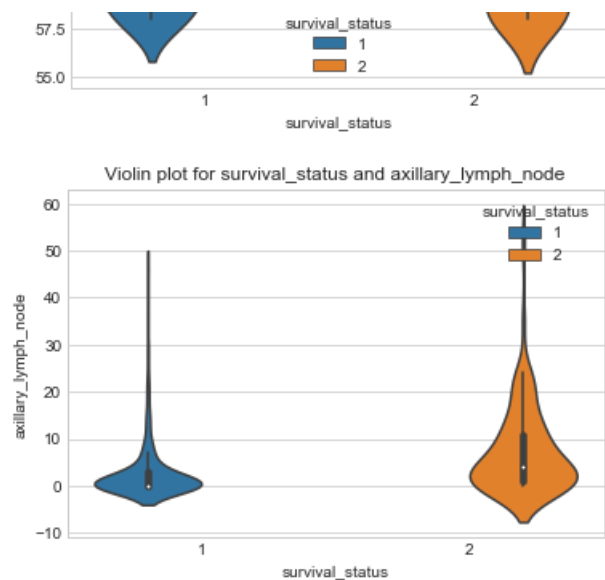 57.5
55.0
survival_status
1
2
1 2
survival_status
Violin plot for survival_status and axillary_lymph_node
axillary_lymph_node
60
50
40
30
20
10
0
−10
survival_status
1
2
1 2
survival_status